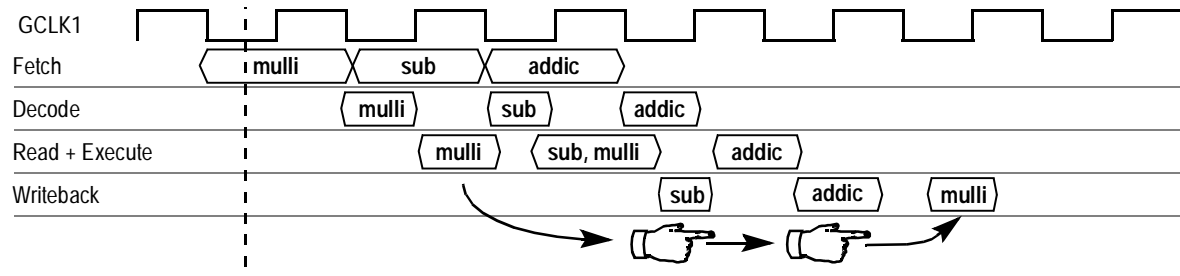 GCLK1
Fetch mulli sub addic
Decode mulli sub addic
Read + Execute mulli sub, mulli addic
Writeback sub addic mulli